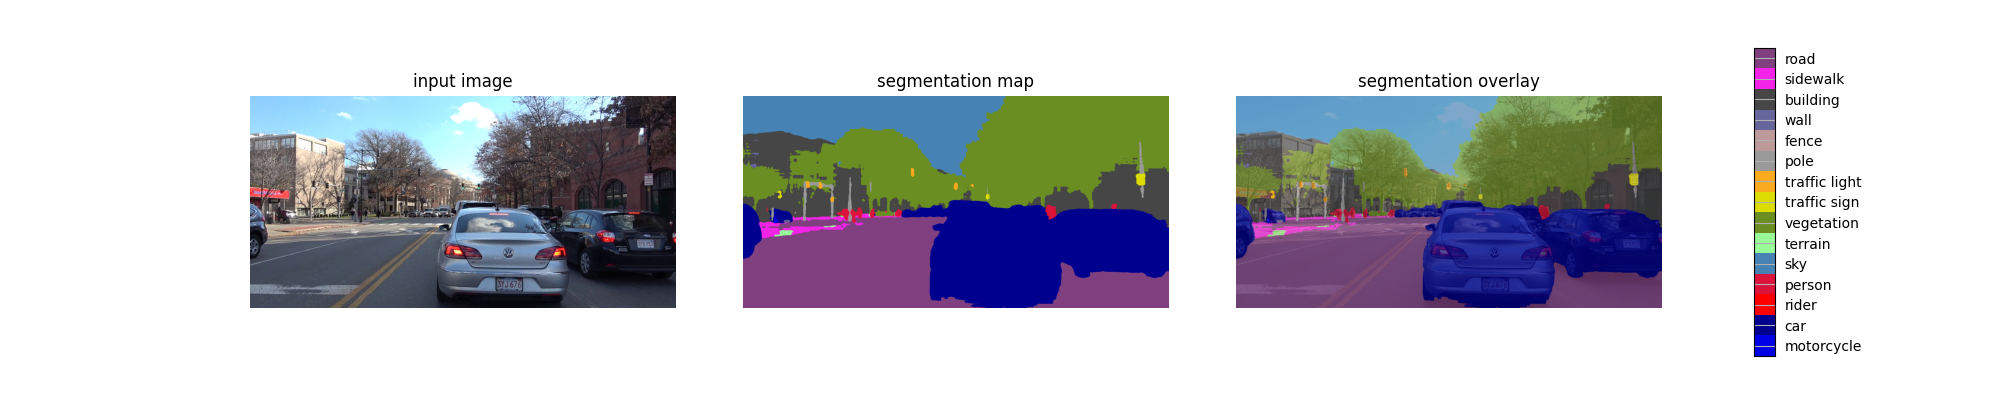 input image
segmentation map
segmentation overlay
road
sidewalk
building
wall
fence
pole
traffic light
traffic sign
vegetation
terrain
sky
person
rider
car
motorcycle